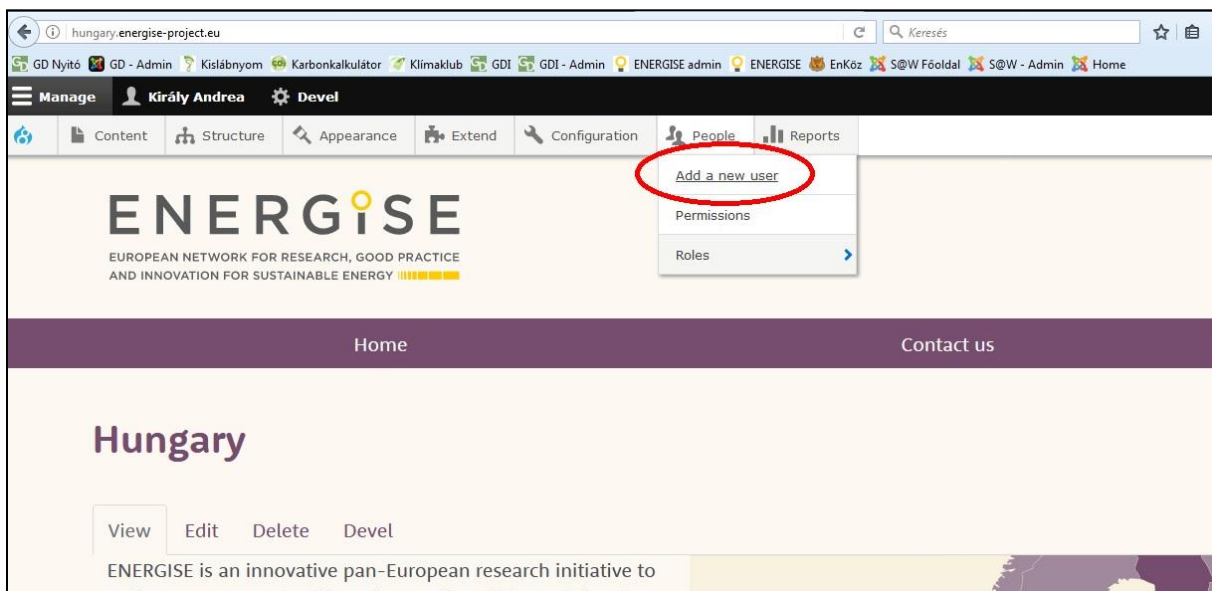 hungary.energise-project.eu Keresés
GD Nyitó GD - Admin Kislábnyom Karbonkalkulátor Klímaklub GDI GDI - Admin ENERGISE admin ENERGISE EnKöz S@W Főoldal S@W - Admin Home
Manage Király Andrea Devel
Content Structure Appearance Extend Configuration People Reports
Add a new user
Permissions
Roles
ENERGISE
EUROPEAN NETWORK FOR RESEARCH, GOOD PRACTICE
AND INNOVATION FOR SUSTAINABLE ENERGY
Home Contact us
Hungary
View Edit Delete Devel
ENERGISE is an innovative pan-European research initiative to